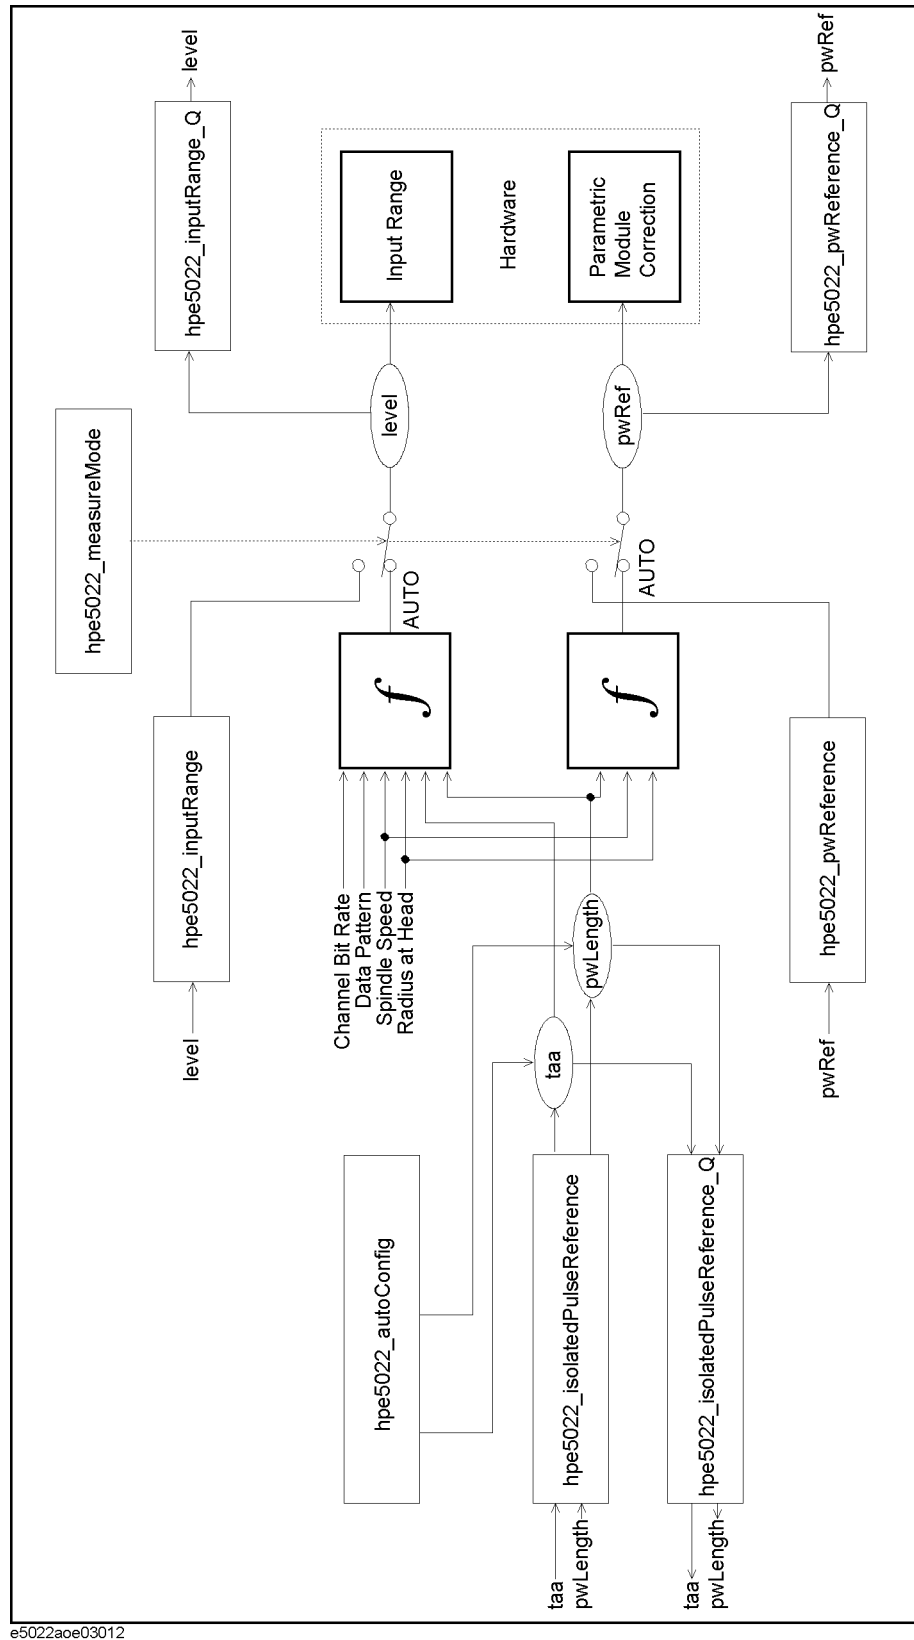 hpe5022_measureMode
level
hpe5022_inputRange
hpe5022_inputRange_Q
level
Channel Bit Rate
Data Pattern
Spindle Speed
Radius at Head
f
AUTO
level
Input Range
Hardware
hpe5022_autoConfig
taa
pwLength
f
AUTO
pwRef
Parametric
Module
Correction
taa
pwLength
hpe5022_isolatedPulseReference
taa
pwLength
hpe5022_isolatedPulseReference_Q
pwRef
hpe5022_pwReference
hpe5022_pwReference_Q
pwRef
e5022aoe03012